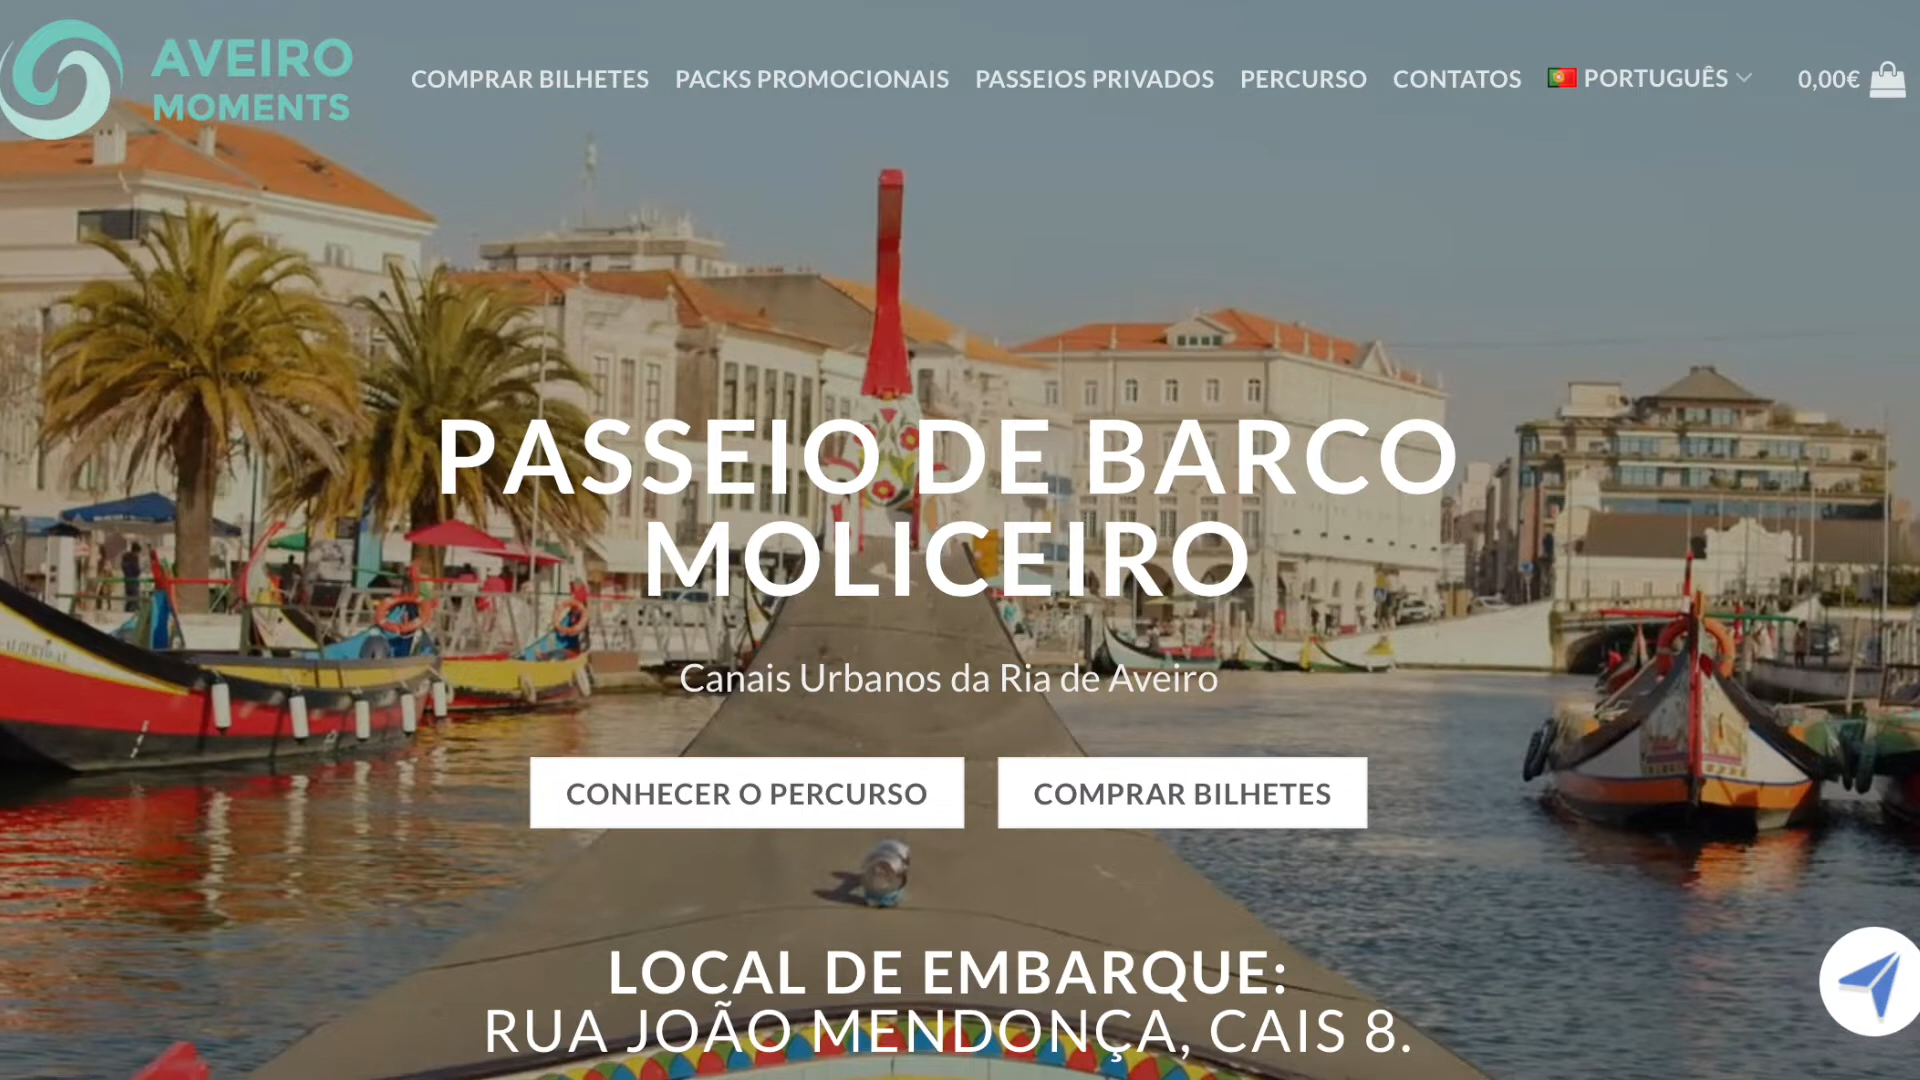 AVEIRO
MOMENTS
COMPRAR BILHETES PACKS PROMOCIONAIS PASSEIOS PRIVADOS PERCURSO CONTATOS PORTUGUÊS 0,00€
PASSEIO DE BARCO
MOLICEIRO
Canais Urbanos da Ria de Aveiro
CONHECER O PERCURSO COMPRAR BILHETES
LOCAL DE EMBARQUE:
RUA JOÃO MENDONÇA, CAIS 8.